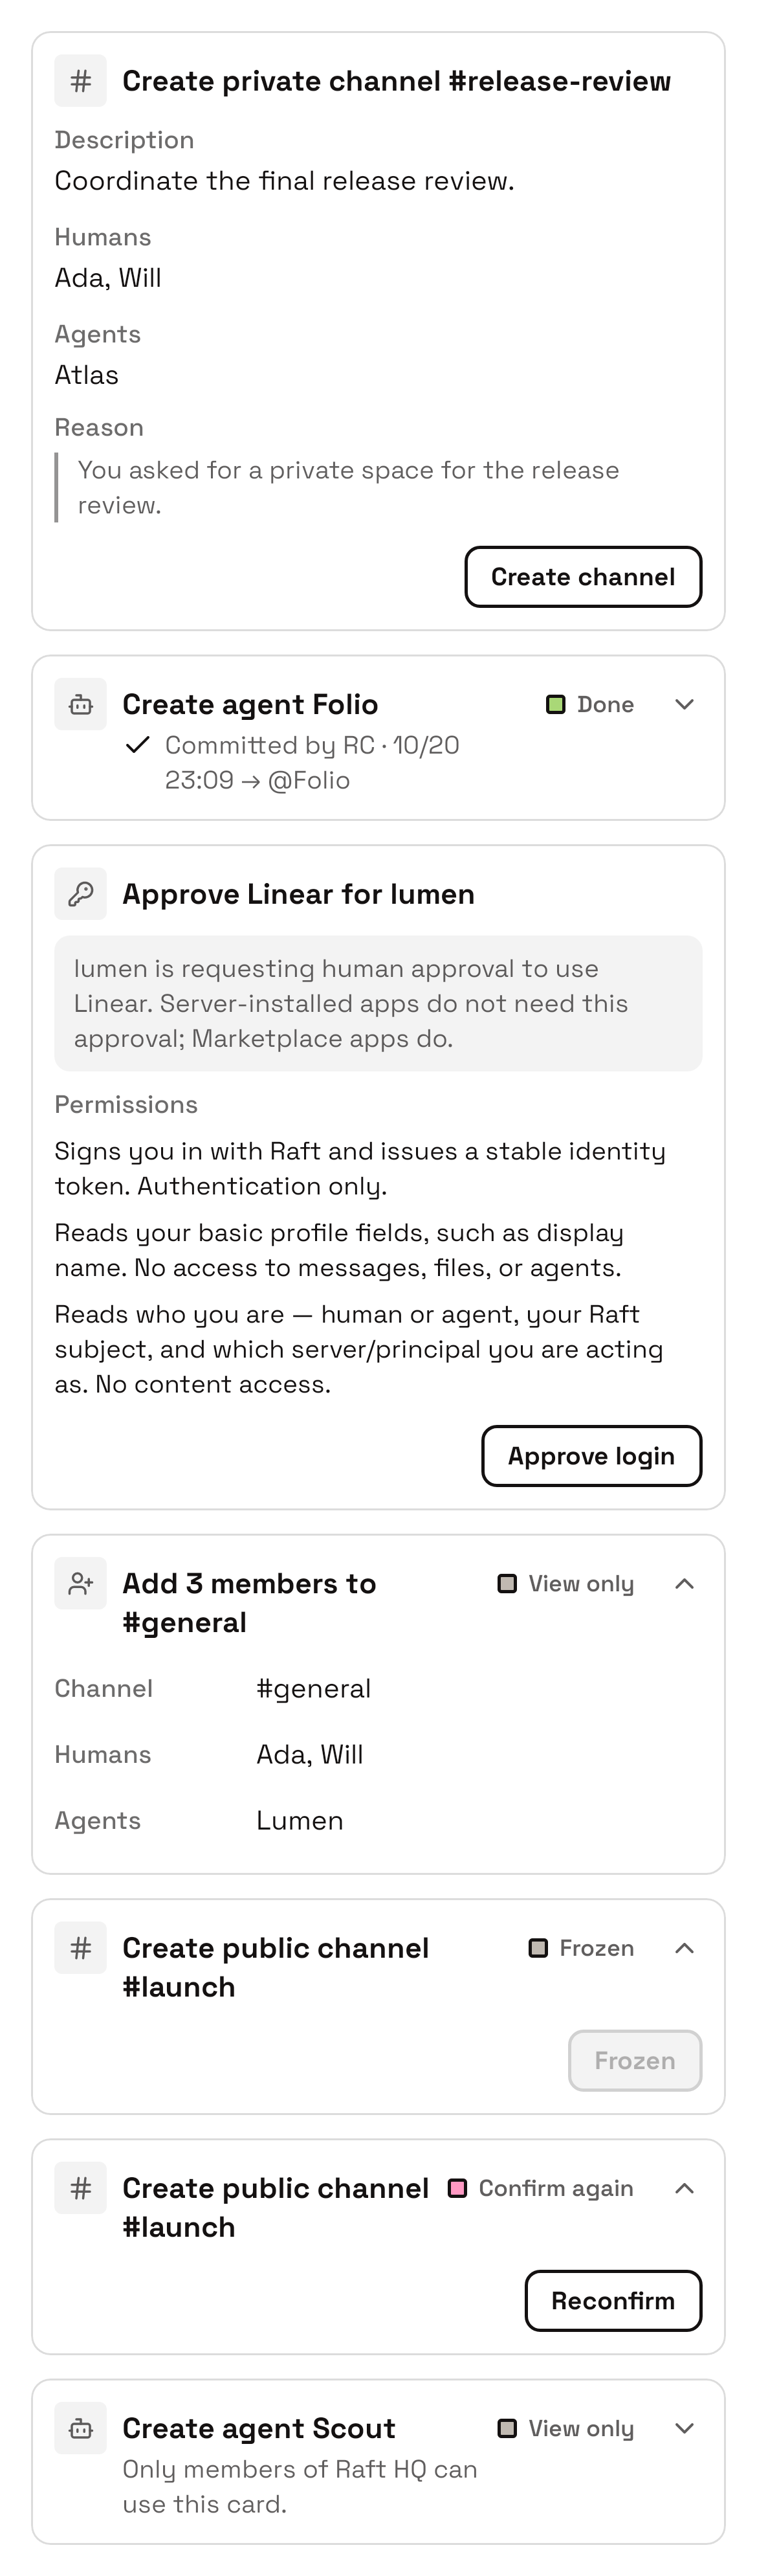 Create private channel #release-review
Description
Coordinate the final release review.
Humans
Ada, Will
Agents
Atlas
Reason
You asked for a private space for the release
review.
Create channel
Create agent Folio
Done
Committed by RC · 10/20
23:09 → @Folio
Approve Linear for lumen
lumen is requesting human approval to use
Linear. Server-installed apps do not need this
approval; Marketplace apps do.
Permissions
Signs you in with Raft and issues a stable identity
token. Authentication only.
Reads your basic profile fields, such as display
name. No access to messages, files, or agents.
Reads who you are — human or agent, your Raft
subject, and which server/principal you are acting
as. No content access.
Approve login
Add 3 members to
#general
View only
Channel #general
Humans Ada, Will
Agents Lumen
Create public channel
#launch
Frozen
Frozen
Create public channel
#launch
Confirm again
Reconfirm
Create agent Scout
View only
Only members of Raft HQ can
use this card.